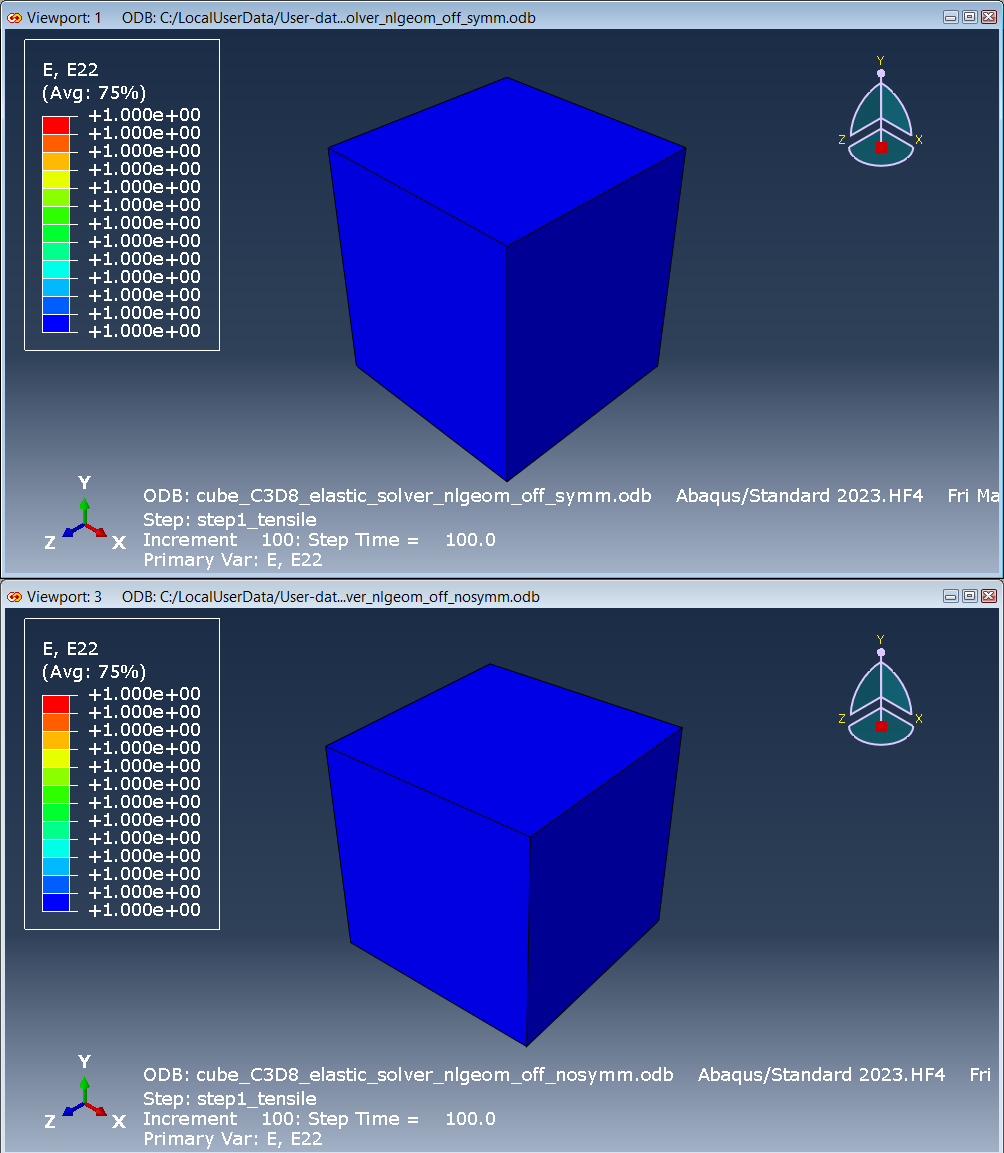 Viewport: 1 ODB: C:/LocalUserData/User-dat...olver_nlgeom_off_symm.odb
E, E22
(Avg: 75%)
+1.000e+00
+1.000e+00
+1.000e+00
+1.000e+00
+1.000e+00
+1.000e+00
+1.000e+00
+1.000e+00
+1.000e+00
+1.000e+00
+1.000e+00
+1.000e+00
+1.000e+00
Y
Z X
Y
Z X
ODB: cube_C3D8_elastic_solver_nlgeom_off_symm.odb Abaqus/Standard 2023.HF4 Fri Ma
Step: step1_tensile
Increment 100: Step Time = 100.0
Primary Var: E, E22
Viewport: 3 ODB: C:/LocalUserData/User-dat...ver_nlgeom_off_nosymm.odb
E, E22
(Avg: 75%)
+1.000e+00
+1.000e+00
+1.000e+00
+1.000e+00
+1.000e+00
+1.000e+00
+1.000e+00
+1.000e+00
+1.000e+00
+1.000e+00
+1.000e+00
+1.000e+00
+1.000e+00
Y
Z X
Y
Z X
ODB: cube_C3D8_elastic_solver_nlgeom_off_nosymm.odb Abaqus/Standard 2023.HF4 Fri
Step: step1_tensile
Increment 100: Step Time = 100.0
Primary Var: E, E22